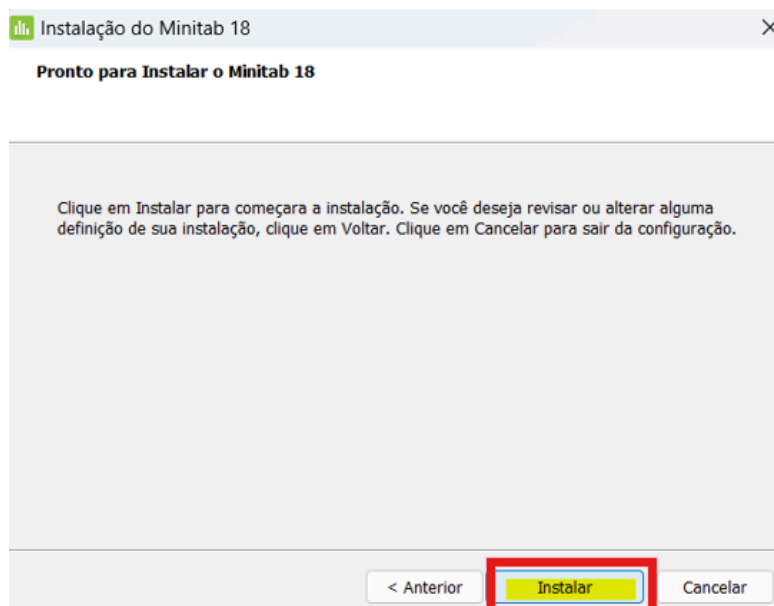 Instalação do Minitab 18
Pronto para Instalar o Minitab 18
Clique em Instalar para começara a instalação. Se você deseja revisar ou alterar alguma
definição de sua instalação, clique em Voltar. Clique em Cancelar para sair da configuração.
< Anterior Instalar Cancelar